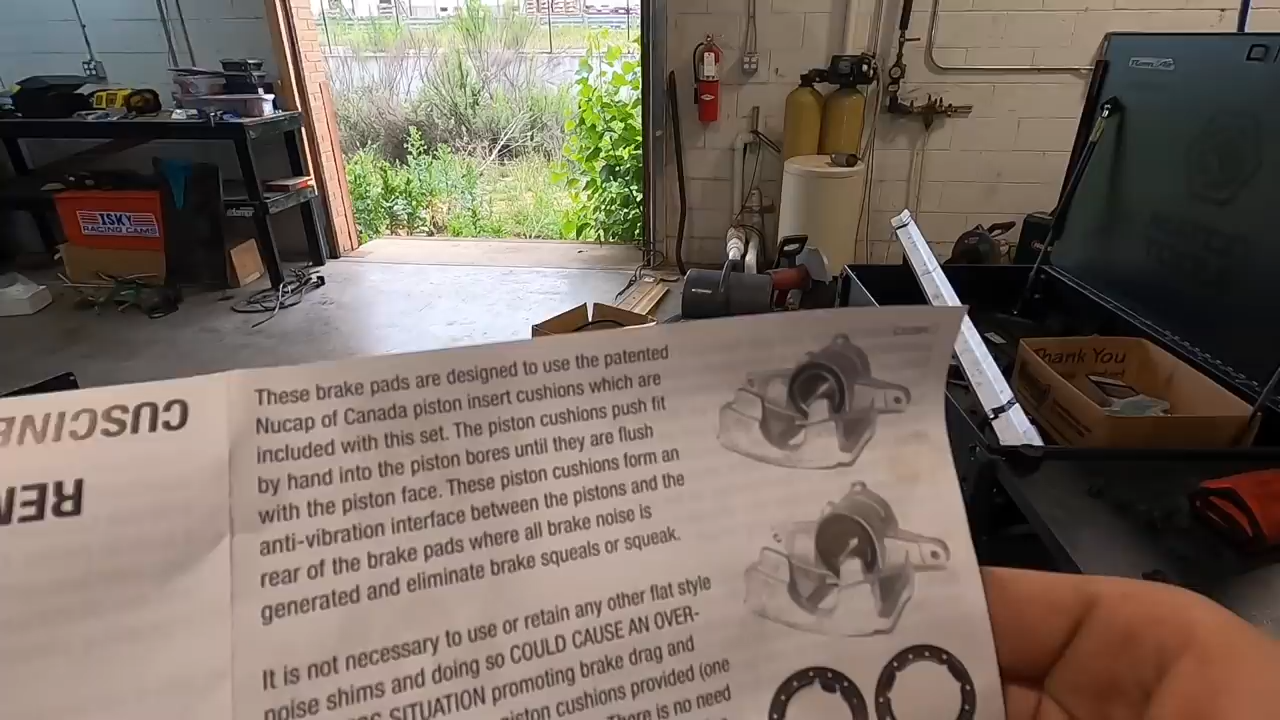 ISKY
RACING CAMS
Thank You
CUSCINE
REM
These brake pads are designed to use the patented
Nucap of Canada piston insert cushions which are
included with this set. The piston cushions push fit
by hand into the piston bores until they are flush
with the piston face. These piston cushions form an
anti-vibration interface between the pistons and the
rear of the brake pads where all brake noise is
generated and eliminate brake squeals or squeak.
It is not necessary to use or retain any other flat style
noise shims and doing so COULD CAUSE AN OVER-
SITUATION promoting brake drag and
piston cushions provided (one
There is no need